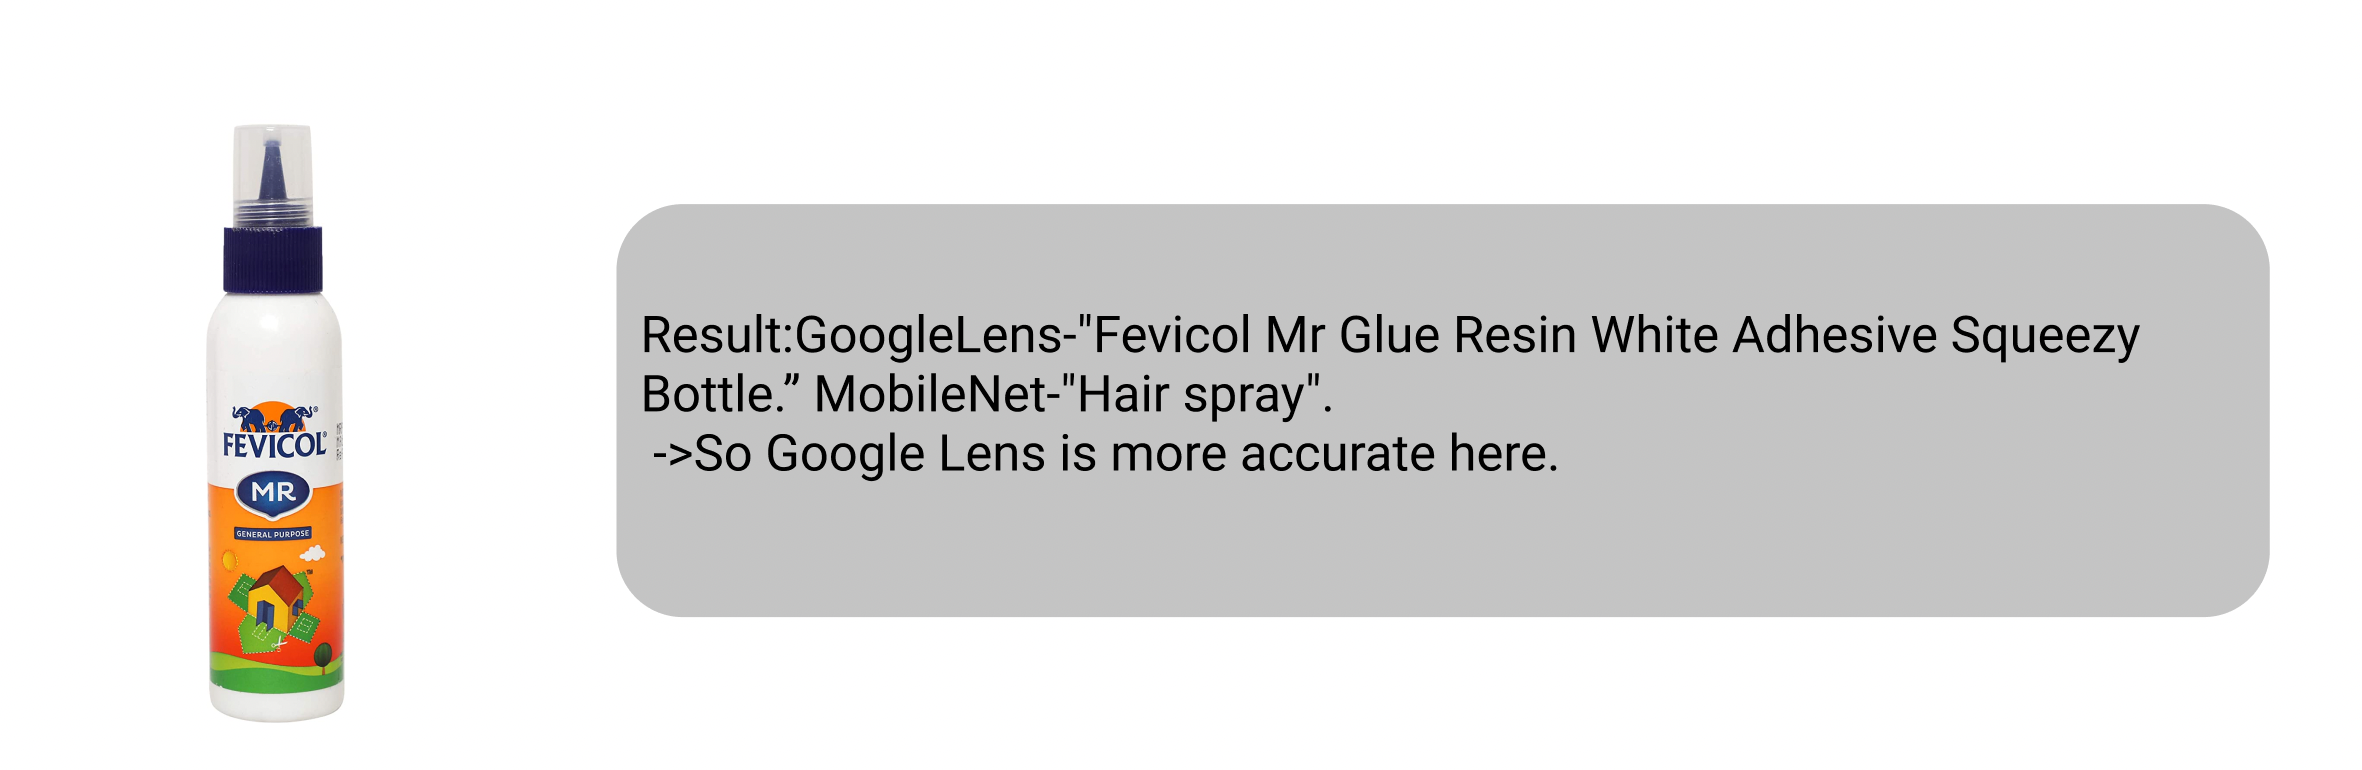 FEVICOL®
MR
GENERAL PURPOSE
TM
Result:GoogleLens-"Fevicol Mr Glue Resin White Adhesive Squeezy
Bottle.” MobileNet-"Hair spray".
->So Google Lens is more accurate here.